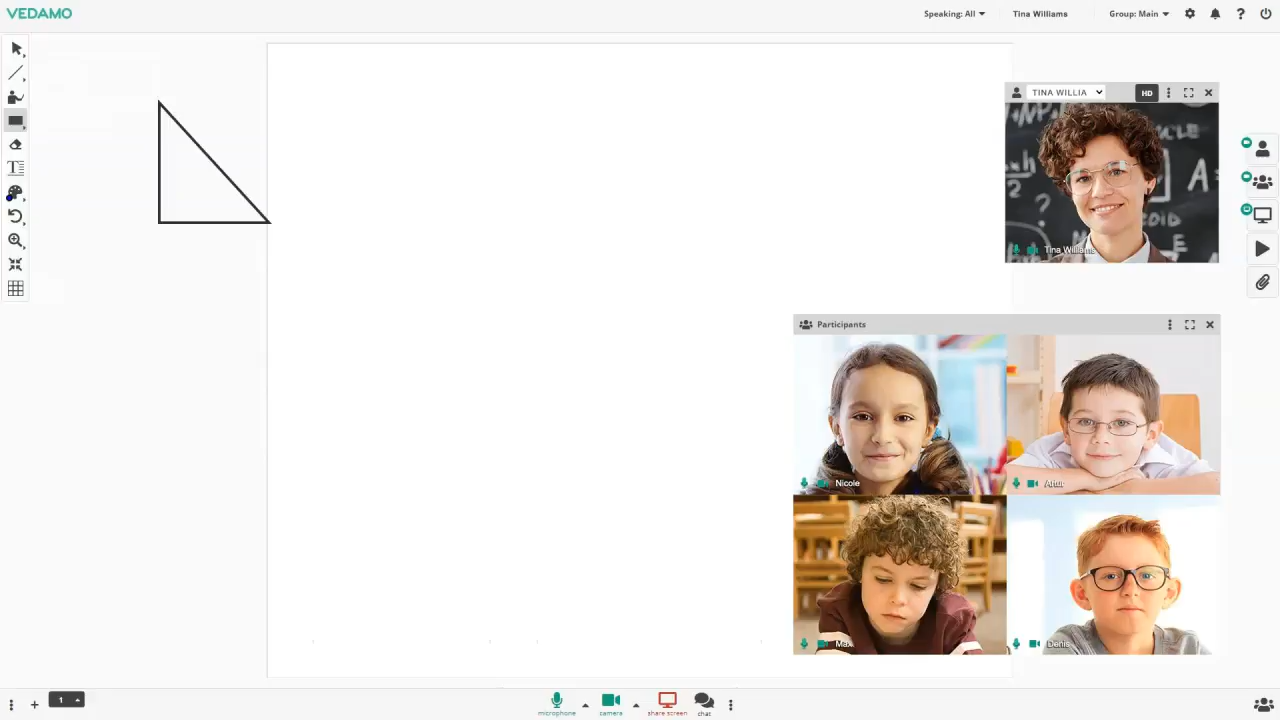 VEDAMO
Speaking: All
Tina Williams
Group: Main
TINA WILLIA
HD
Tina Williams
Participants
Nicole
Artur
Max
Denis
1
microphone
camera
share screen
chat